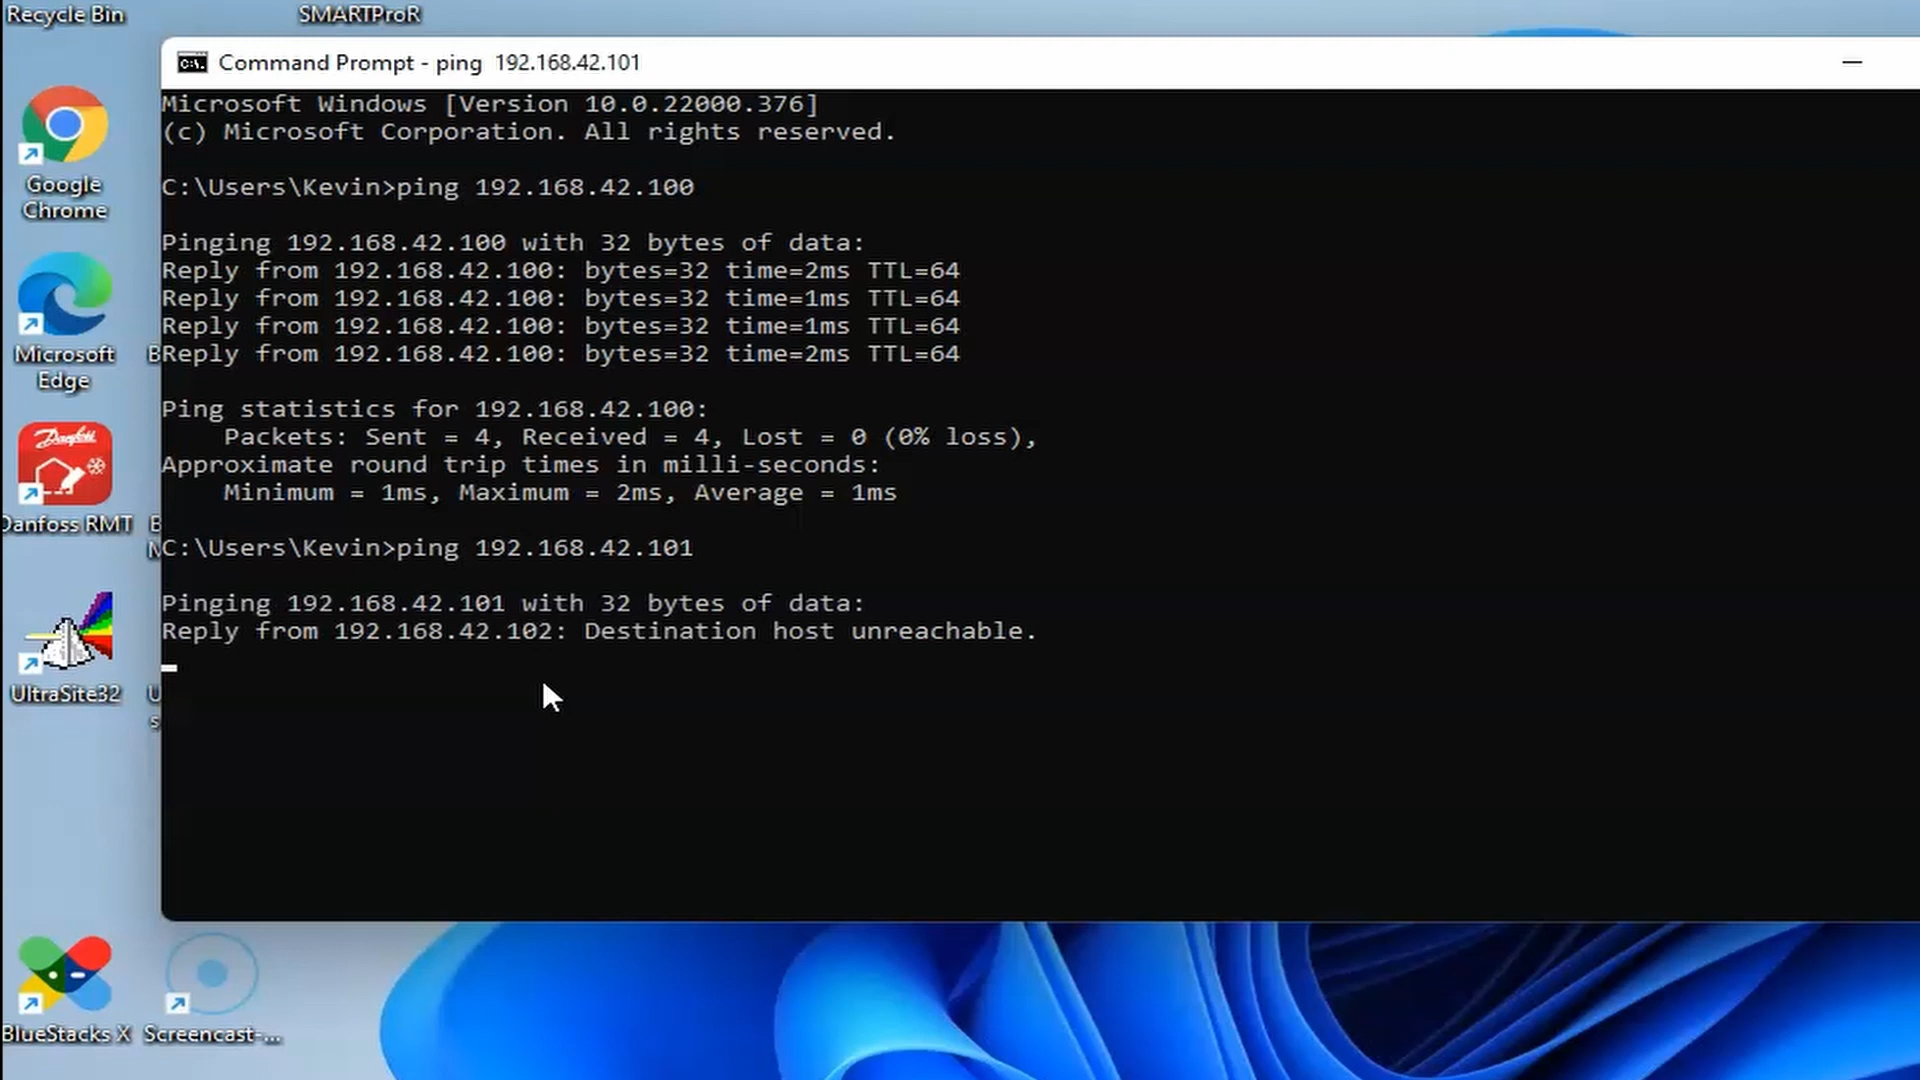 Recycle Bin
SMARTProR
Command Prompt - ping 192.168.42.101
Microsoft Windows [Version 10.0.22000.376]
(c) Microsoft Corporation. All rights reserved.
C:\Users\Kevin>ping 192.168.42.100
Pinging 192.168.42.100 with 32 bytes of data:
Reply from 192.168.42.100: bytes=32 time=2ms TTL=64
Reply from 192.168.42.100: bytes=32 time=1ms TTL=64
Reply from 192.168.42.100: bytes=32 time=1ms TTL=64
Reply from 192.168.42.100: bytes=32 time=2ms TTL=64
Ping statistics for 192.168.42.100:
Packets: Sent = 4, Received = 4, Lost = 0 (0% loss),
Approximate round trip times in milli-seconds:
Minimum = 1ms, Maximum = 2ms, Average = 1ms
C:\Users\Kevin>ping 192.168.42.101
Pinging 192.168.42.101 with 32 bytes of data:
Reply from 192.168.42.102: Destination host unreachable.
Google
Chrome
Microsoft
Edge
Danfoss
Danfoss RMT
UltraSite32
BlueStacks X
Screencast-...